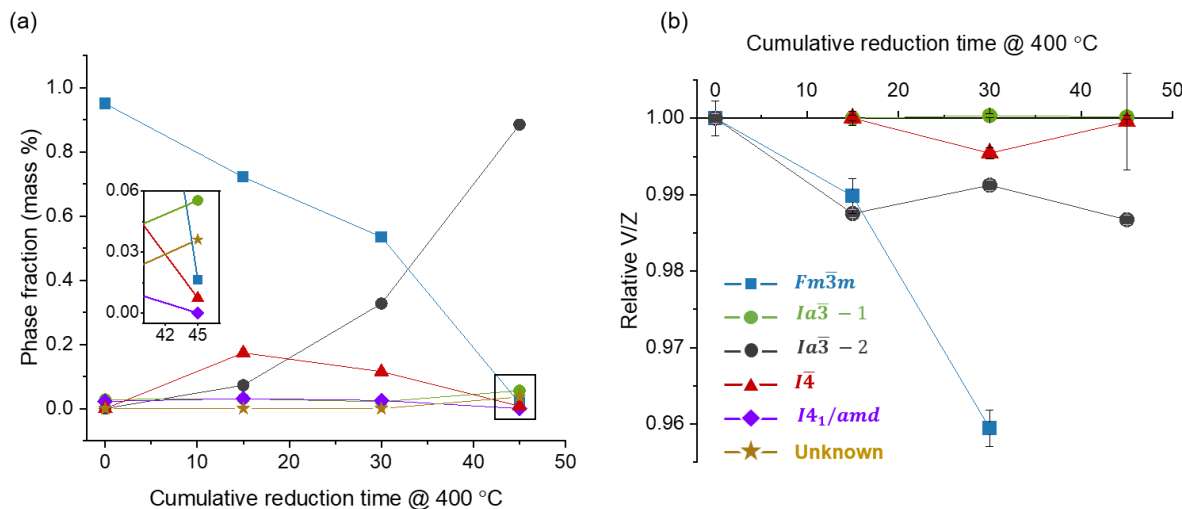 (a)
Phase fraction (mass %)
1.0
0.8
0.6
0.4
0.2
0.0
0.06
0.03
0.00
42 45
0 10 20 30 40 50
Cumulative reduction time @ 400 °C
(b)
Cumulative reduction time @ 400 °C
0 10 20 30 40 50
Relative V/Z
1.00
0.99
0.98
0.97
0.96
Fm3̅m
Ia3̅ − 1
Ia3̅ − 2
I4̅
I4₁/amd
Unknown